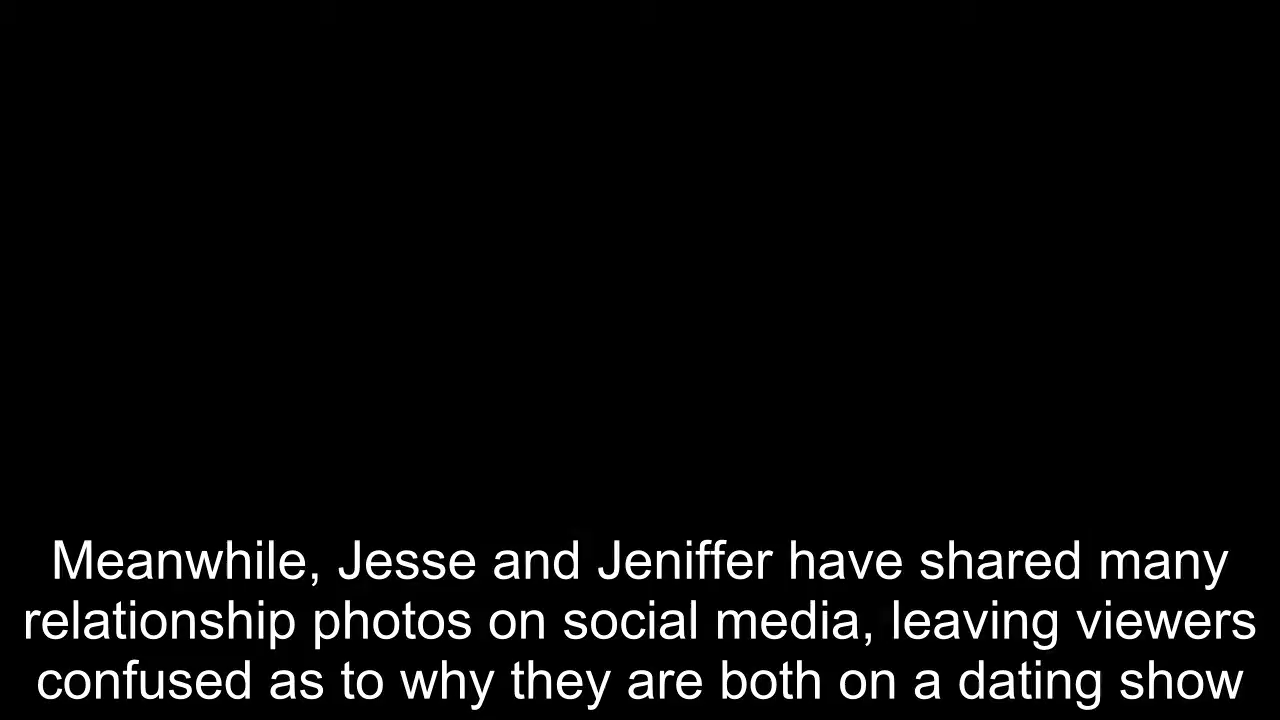 Meanwhile, Jesse and Jeniffer have shared many
relationship photos on social media, leaving viewers
confused as to why they are both on a dating show